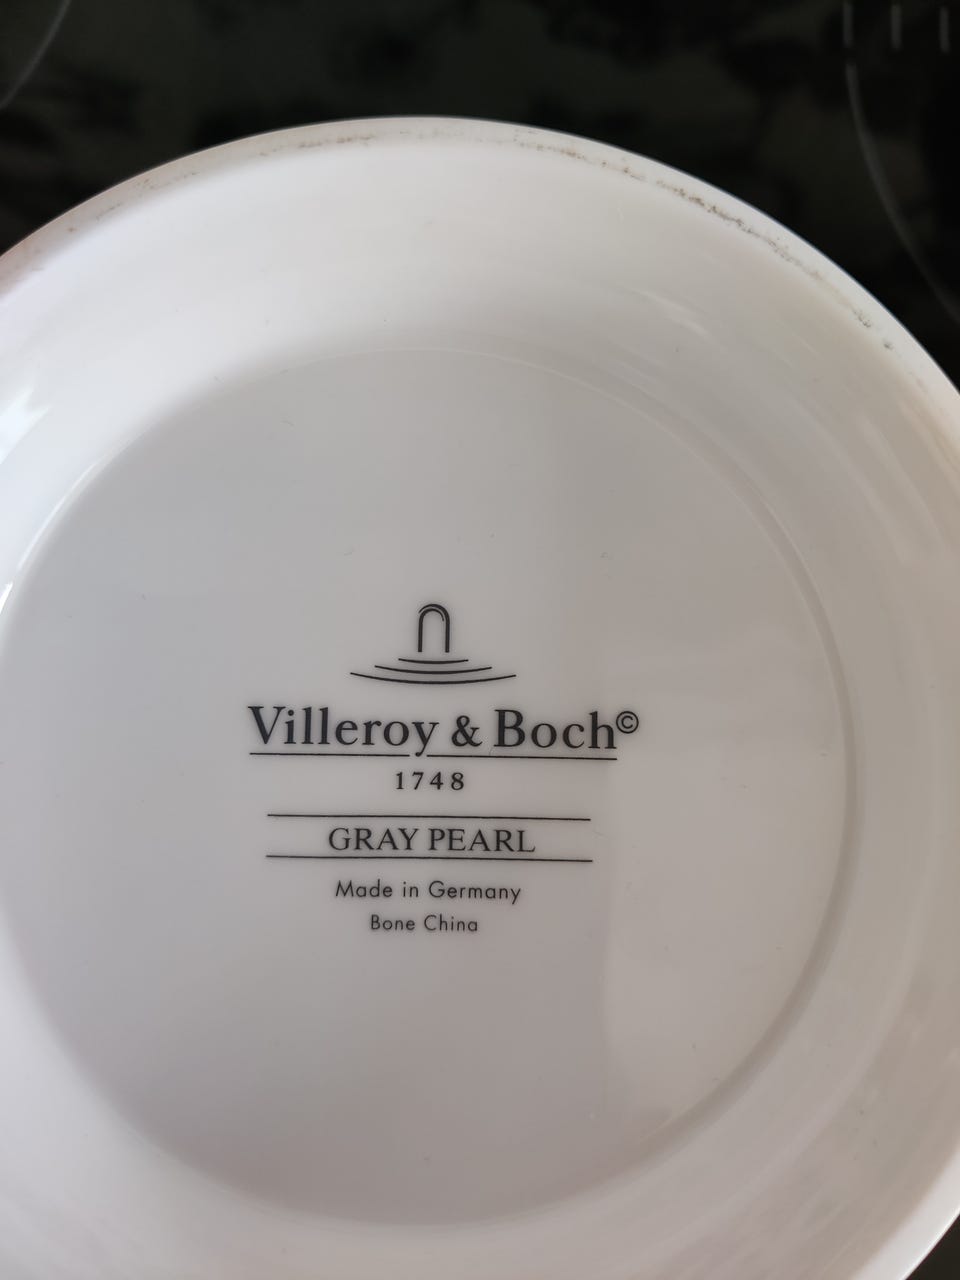 Villeroy & Boch©
1748
GRAY PEARL
Made in Germany
Bone China